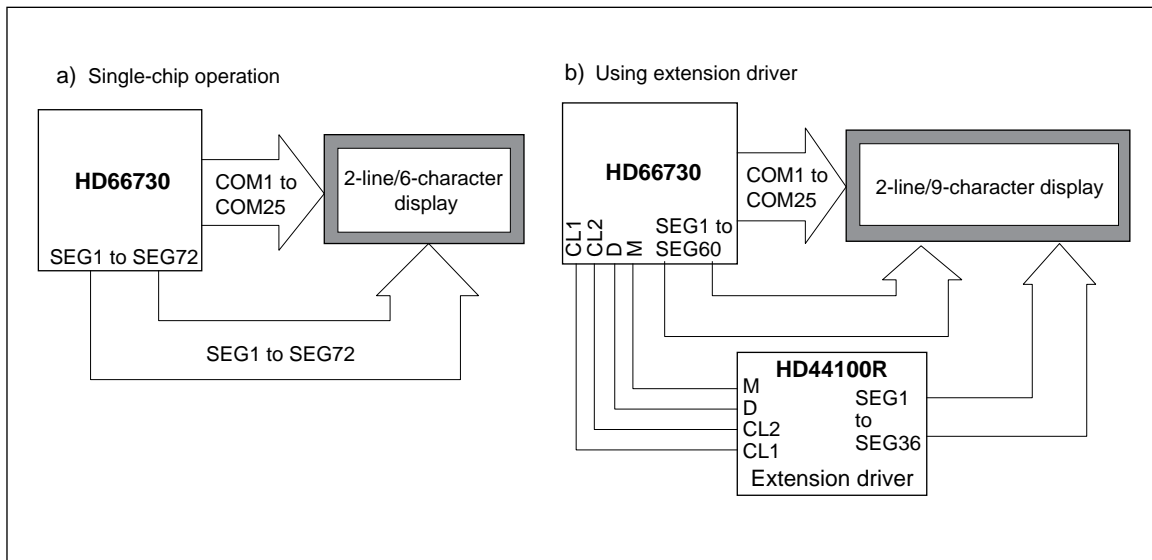 a) Single-chip operation
HD66730
COM1 to
COM25
2-line/6-character
display
SEG1 to SEG72
SEG1 to SEG72
b) Using extension driver
HD66730
COM1 to
COM25
2-line/9-character display
CL1
CL2
D
M
SEG1 to
SEG60
HD44100R
M
D
CL2
CL1
SEG1
to
SEG36
Extension driver